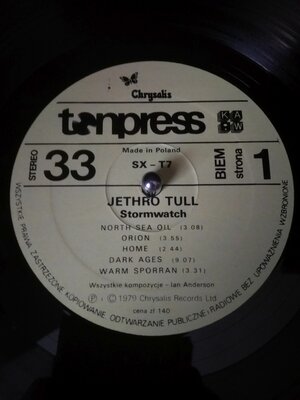 Chrysalis
tonpress KAW
Made in Poland
SX - T7
STEREO 33
BIEM strona 1
JETHRO TULL
Stormwatch
NORTH SEA OIL (3.08)
ORION (3.55)
HOME (2.44)
DARK AGES (9.07)
WARM SPORRAN (3.31)
Wszystkie kompozycje - Ian Anderson
Ⓟ • © 1979 Chrysalis Records Ltd
cena zł 140
WSZYSTKIE PRAWA ZASTRZEŻONE KOPIOWANIE ODTWARZANIE PUBLICZNE I RADIOWE BEZ UPOWAŻNIENIA WZBRONIONE